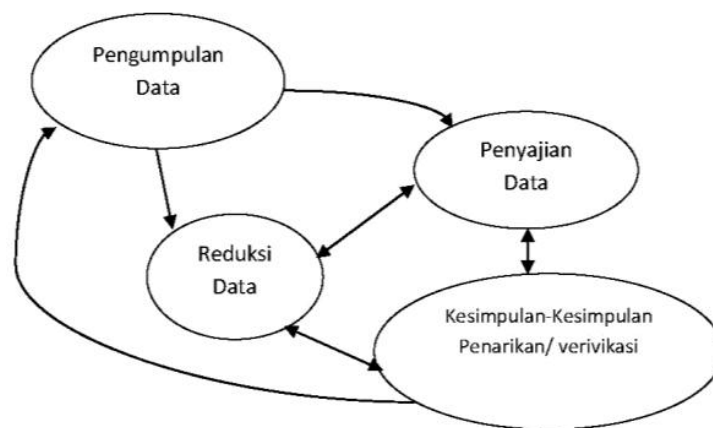 Pengumpulan
Data
Penyajian
Data
Reduksi
Data
Kesimpulan-Kesimpulan
Penarikan/ verivikasi